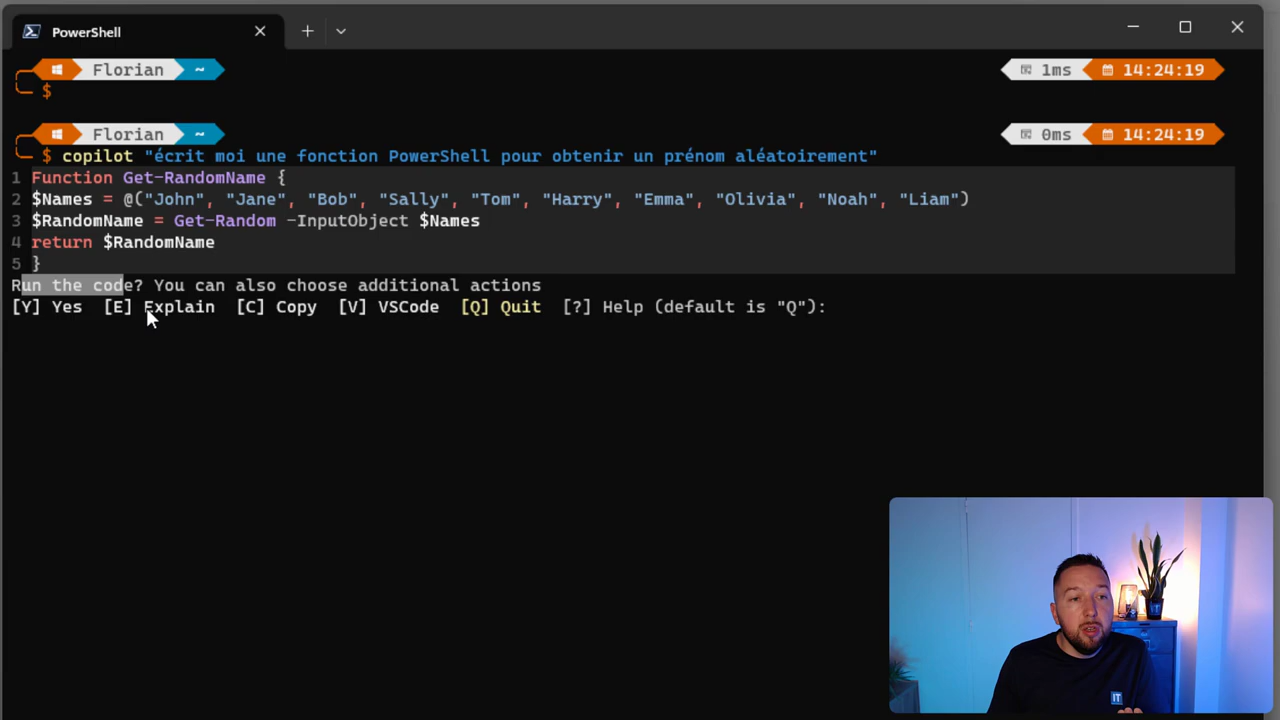 PowerShell
Florian ~ 1ms 14:24:19
$
Florian ~ 0ms 14:24:19
$ copilot "écrit moi une fonction PowerShell pour obtenir un prénom aléatoirement"
1 Function Get-RandomName {
2 $Names = @("John", "Jane", "Bob", "Sally", "Tom", "Harry", "Emma", "Olivia", "Noah", "Liam")
3 $RandomName = Get-Random -InputObject $Names
4 return $RandomName
5 }
Run the code? You can also choose additional actions
[Y] Yes [E] Explain [C] Copy [V] VSCode [Q] Quit [?] Help (default is "Q"):
IT